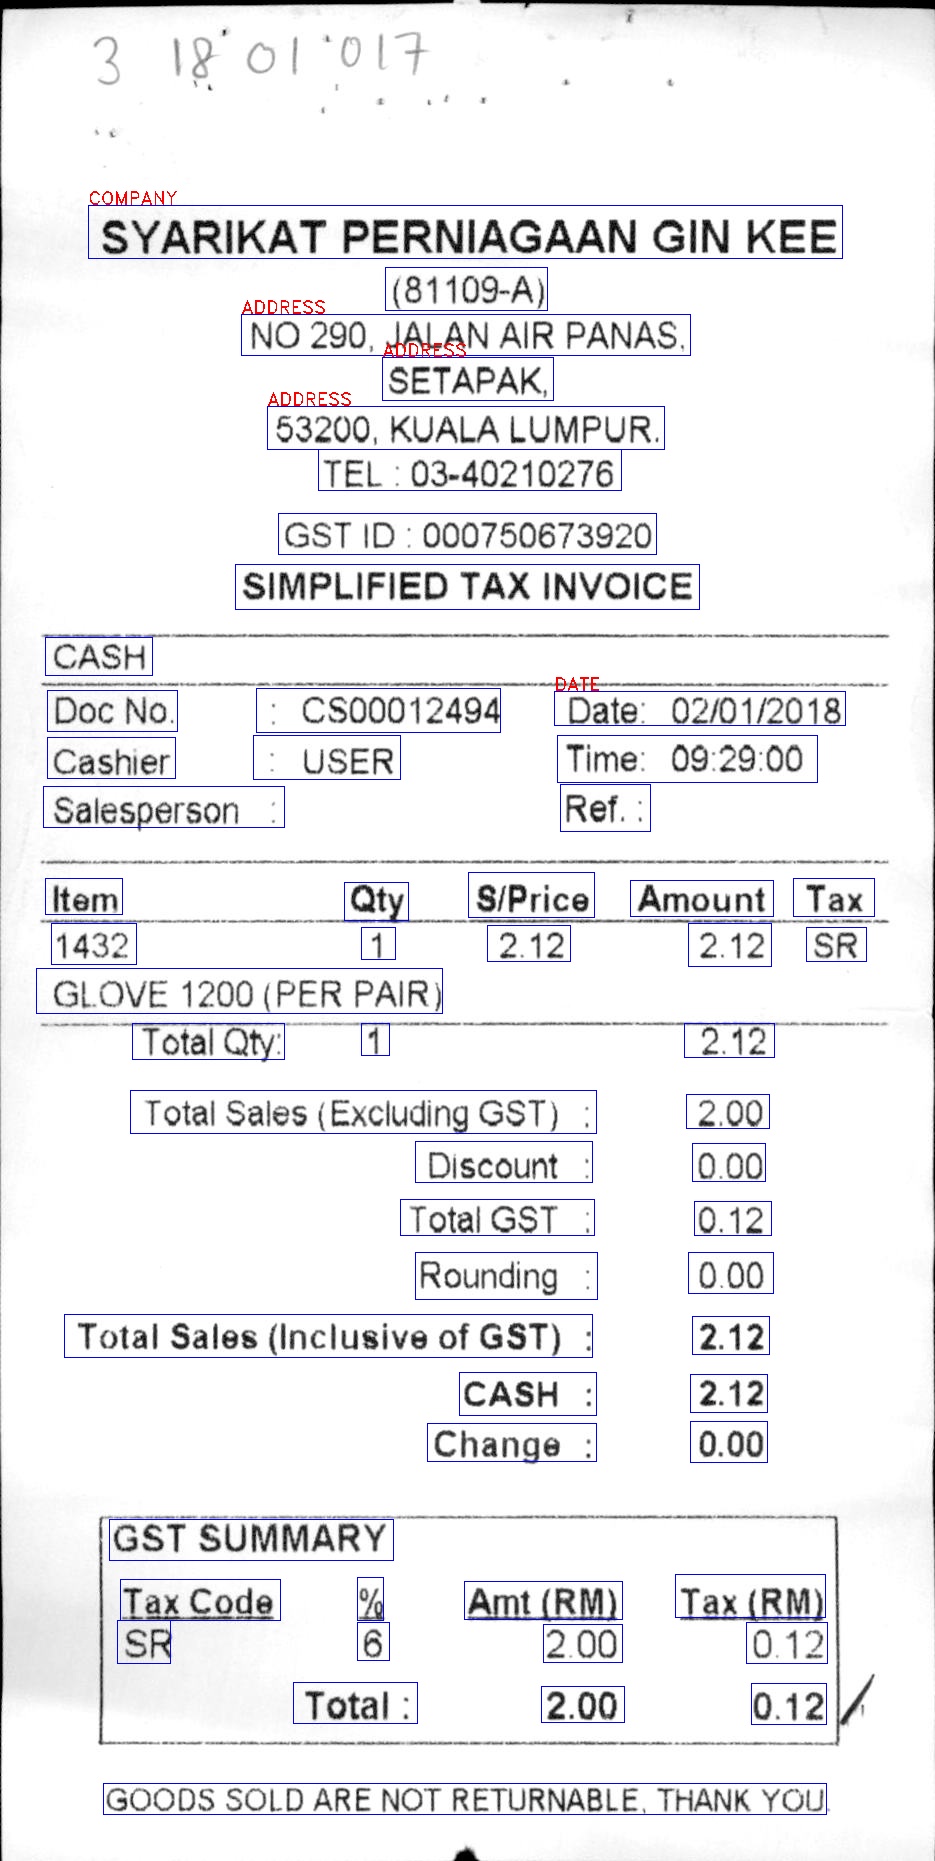 3 18 01 017
COMPANY
SYARIKAT PERNIAGAAN GIN KEE
(81109-A)
ADDRESS
NO 290, JALAN AIR PANAS,
ADDRESS
SETAPAK,
ADDRESS
53200, KUALA LUMPUR.
TEL : 03-40210276
GST ID : 000750673920
SIMPLIFIED TAX INVOICE
CASH
DATE
Doc No. : CS00012494 Date: 02/01/2018
Cashier : USER Time: 09:29:00
Salesperson : Ref. :
Item Qty S/Price Amount Tax
1432 1 2.12 2.12 SR
GLOVE 1200 (PER PAIR)
Total Qty: 1 2.12
Total Sales (Excluding GST) : 2.00
Discount : 0.00
Total GST : 0.12
Rounding : 0.00
Total Sales (Inclusive of GST) : 2.12
CASH : 2.12
Change : 0.00
GST SUMMARY
Tax Code % Amt (RM) Tax (RM)
SR 6 2.00 0.12
Total : 2.00 0.12
GOODS SOLD ARE NOT RETURNABLE, THANK YOU.